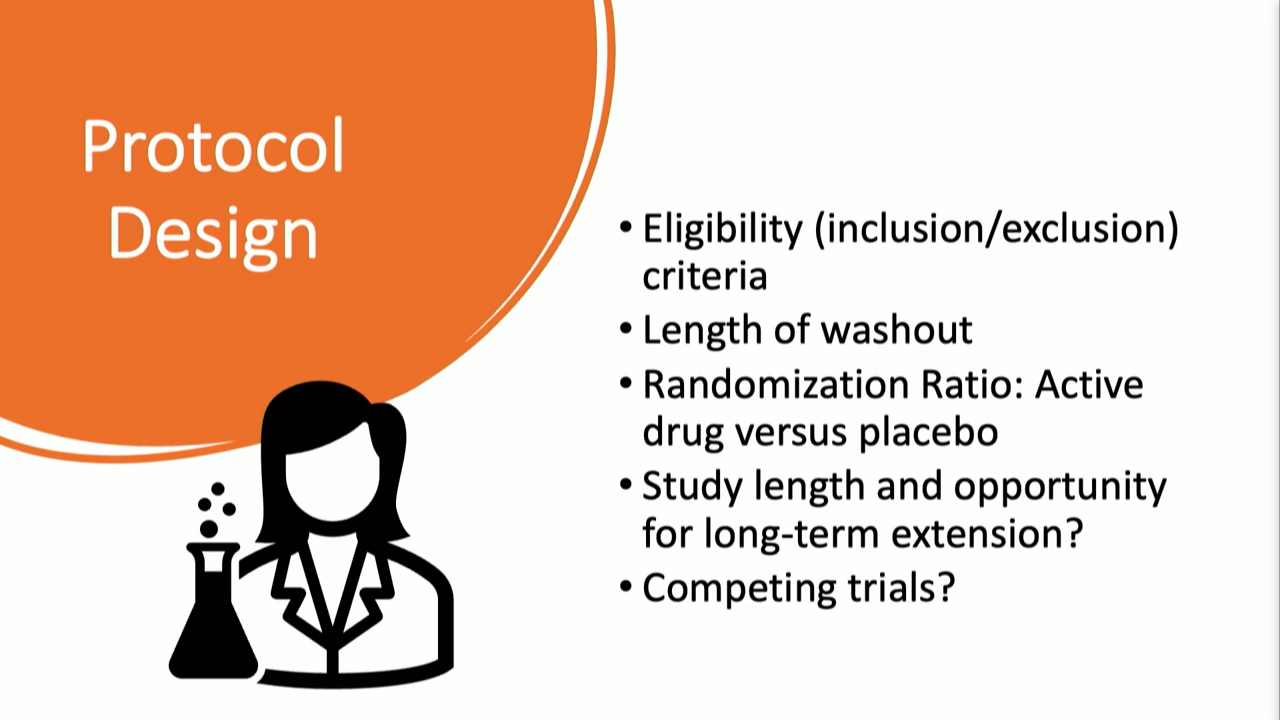 Protocol
Design
• Eligibility (inclusion/exclusion)
criteria
• Length of washout
• Randomization Ratio: Active
drug versus placebo
• Study length and opportunity
for long-term extension?
• Competing trials?